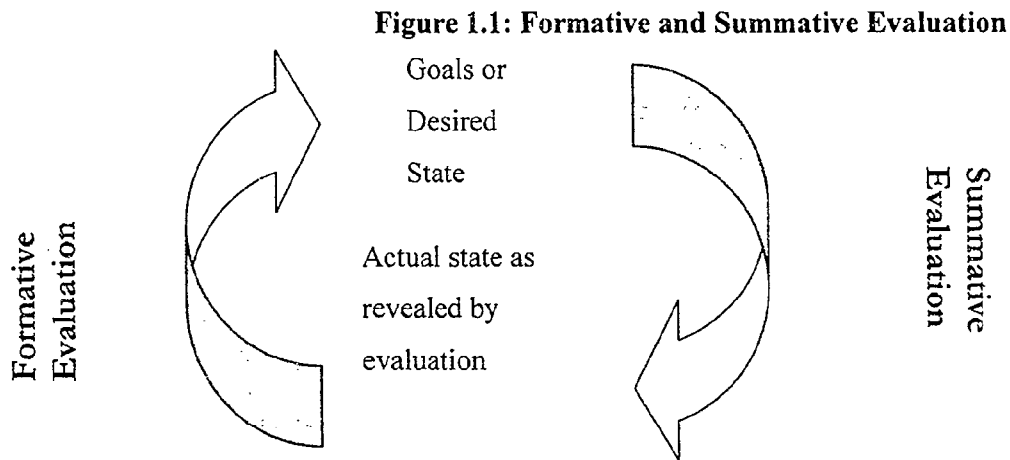 Figure 1.1: Formative and Summative Evaluation
Goals or
Desired
State
Actual state as
revealed by
evaluation
Formative
Evaluation
Summative
Evaluation